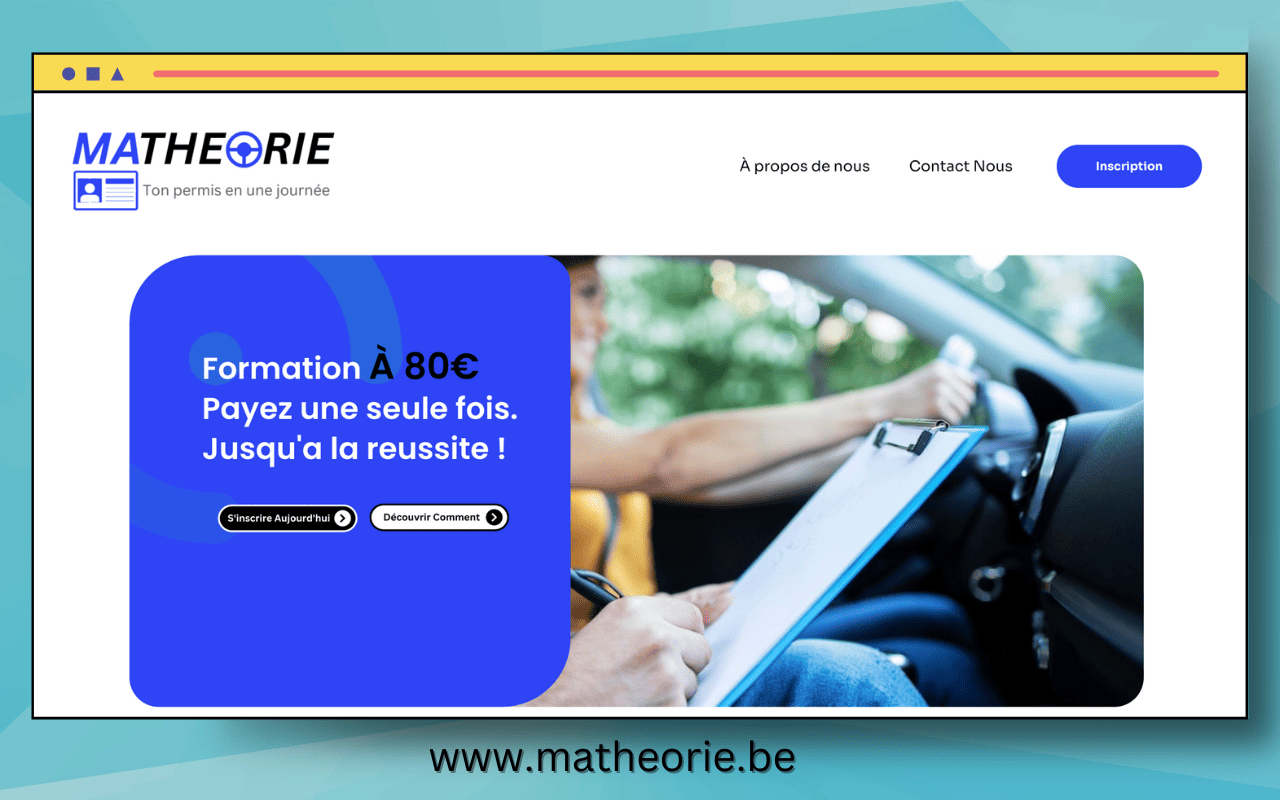 MATHEORIE
Ton permis en une journée
À propos de nous
Contact Nous
Inscription
Formation À 80€
Payez une seule fois.
Jusqu'a la reussite !
S'inscrire Aujourd'hui
Découvrir Comment
www.matheorie.be